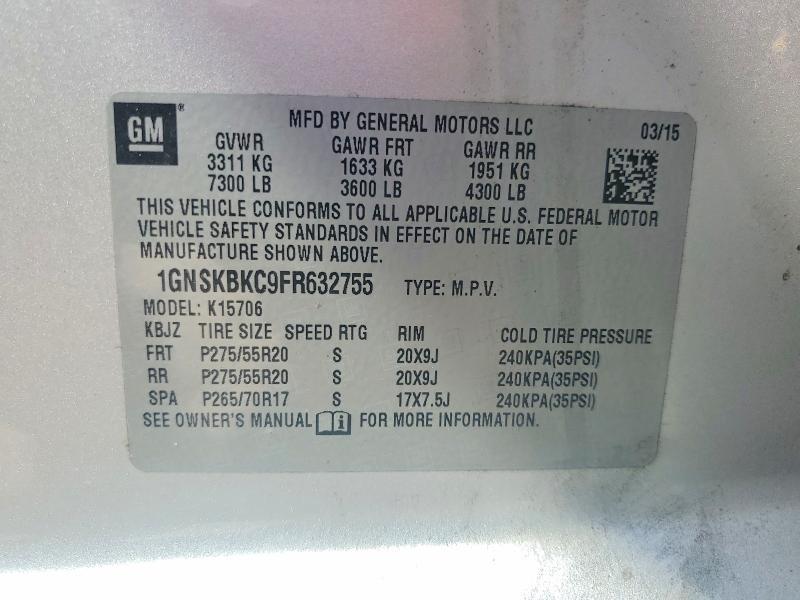 GM®
MFD BY GENERAL MOTORS LLC 03/15
GVWR GAWR FRT GAWR RR
3311 KG 1633 KG 1951 KG
7300 LB 3600 LB 4300 LB
THIS VEHICLE CONFORMS TO ALL APPLICABLE U.S. FEDERAL MOTOR
VEHICLE SAFETY STANDARDS IN EFFECT ON THE DATE OF
MANUFACTURE SHOWN ABOVE.
1GNSKBKC9FR632755 TYPE: M.P.V.
MODEL: K15706
KBJZ TIRE SIZE SPEED RTG RIM COLD TIRE PRESSURE
FRT P275/55R20 S 20X9J 240KPA(35PSI)
RR P275/55R20 S 20X9J 240KPA(35PSI)
SPA P265/70R17 S 17X7.5J 240KPA(35PSI)
SEE OWNER'S MANUAL i FOR MORE INFORMATION.